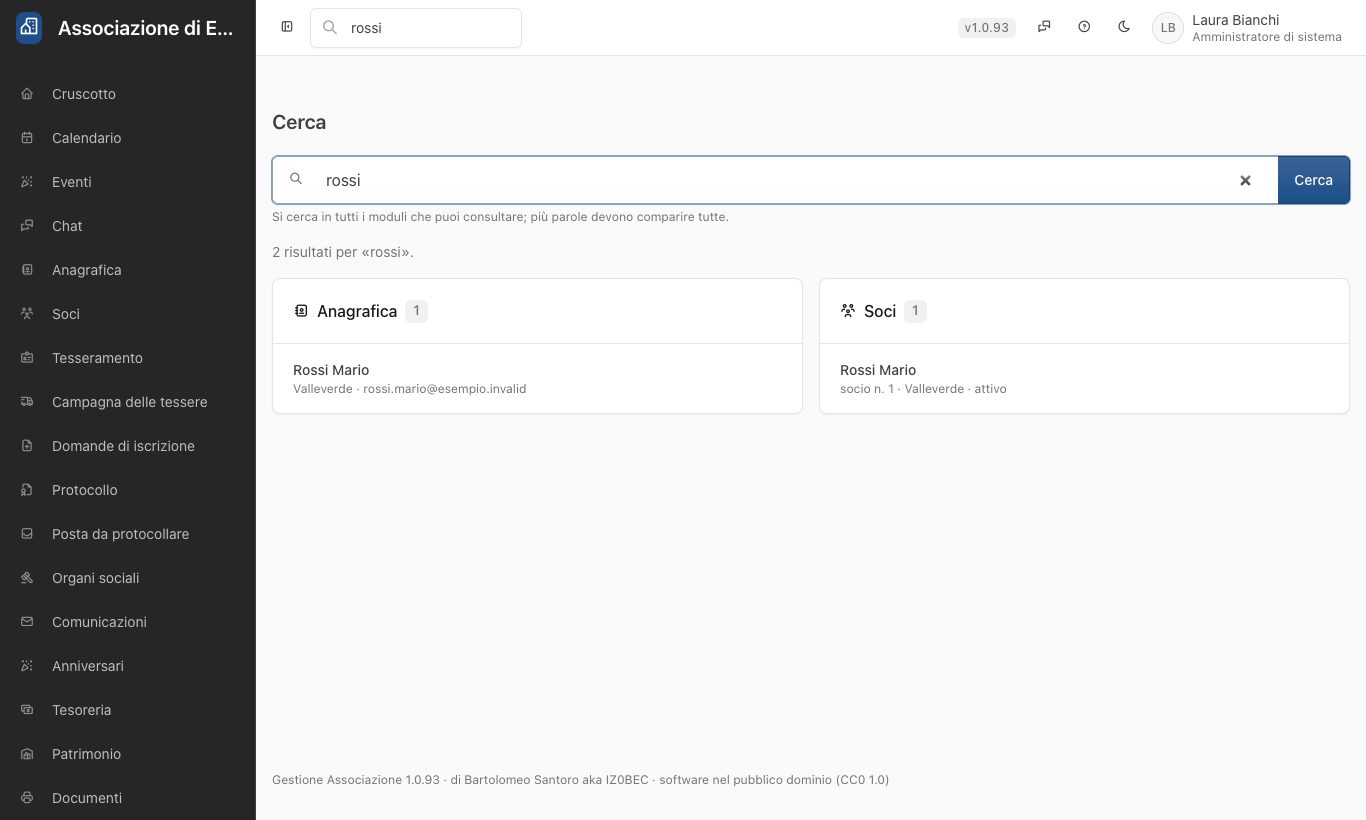 Associazione di E...
rossi
v1.0.93
LB
Laura Bianchi
Amministratore di sistema
Cruscotto
Calendario
Eventi
Chat
Anagrafica
Soci
Tesseramento
Campagna delle tessere
Domande di iscrizione
Protocollo
Posta da protocollare
Organi sociali
Comunicazioni
Anniversari
Tesoreria
Patrimonio
Documenti
Cerca
rossi
Cerca
Si cerca in tutti i moduli che puoi consultare; più parole devono comparire tutte.
2 risultati per «rossi».
Anagrafica 1
Rossi Mario
Valleverde · rossi.mario@esempio.invalid
Soci 1
Rossi Mario
socio n. 1 · Valleverde · attivo
Gestione Associazione 1.0.93 · di Bartolomeo Santoro aka IZ0BEC · software nel pubblico dominio (CC0 1.0)